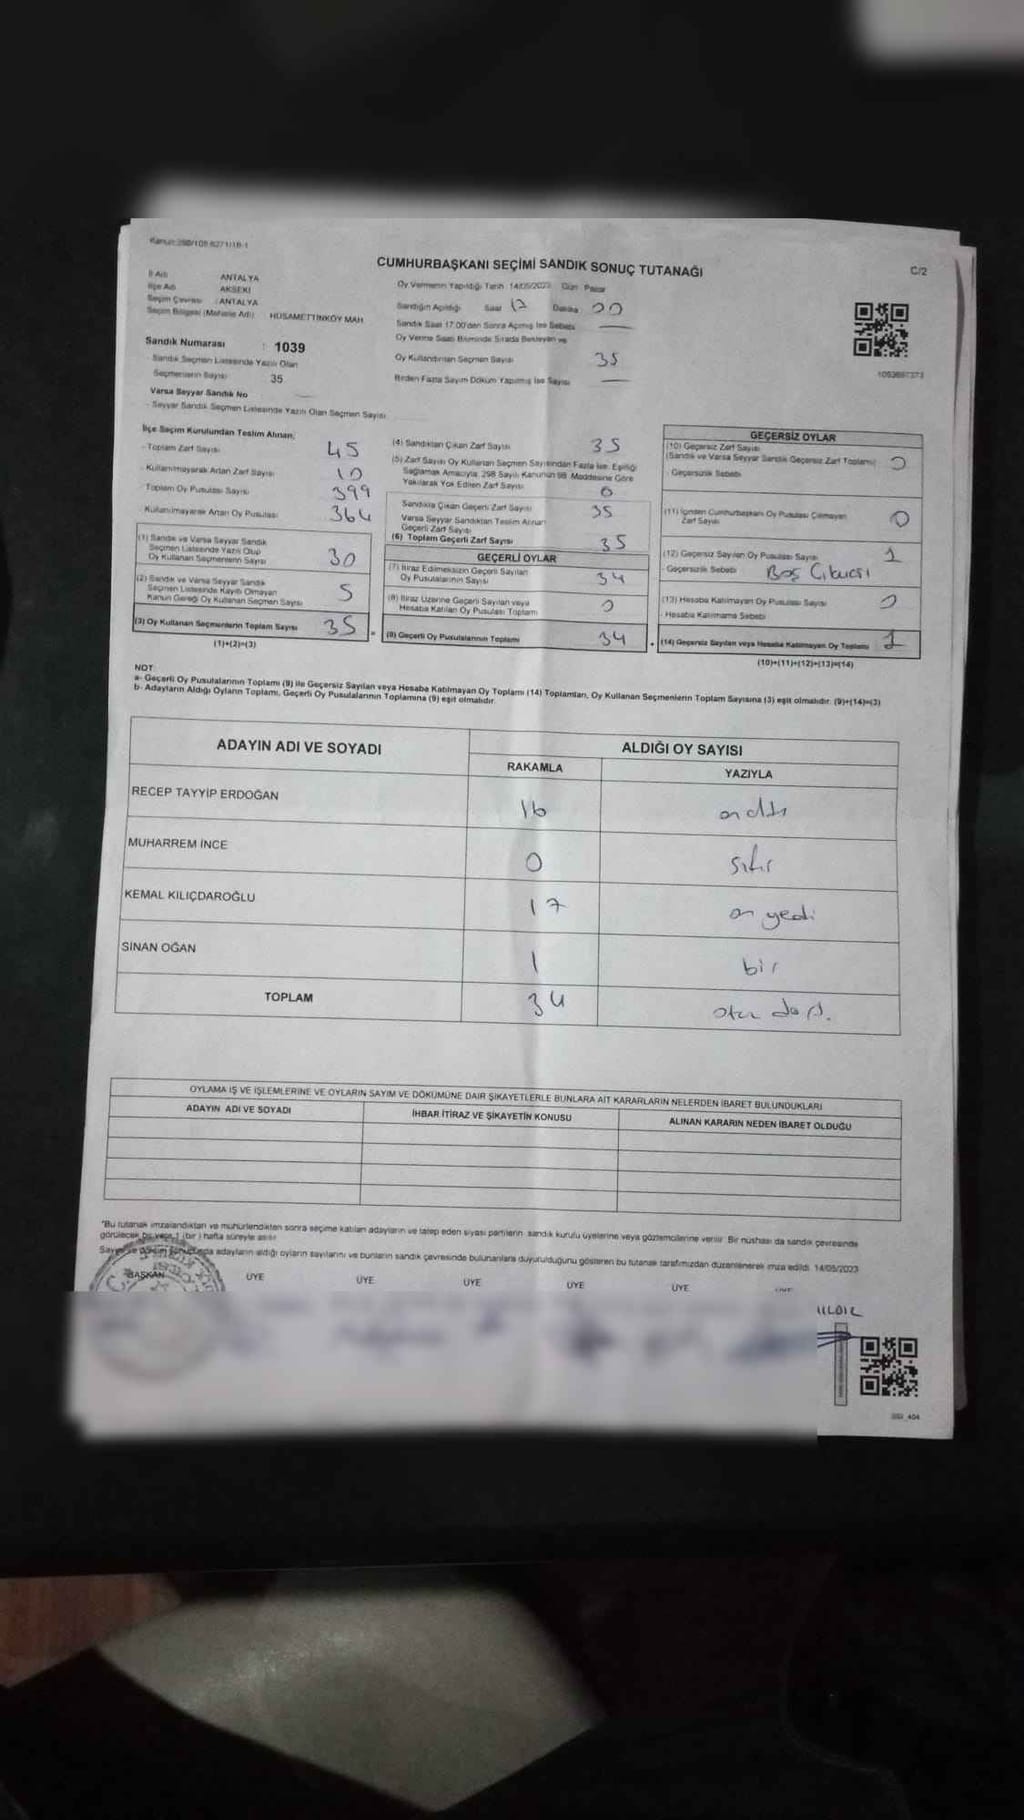 Kanun:298/105 6271/18-1
CUMHURBAŞKANI SEÇİMİ SANDIK SONUÇ TUTANAĞI
C/2
İl Adı ANTALYA
İlçe Adı AKSEKİ
Seçim Çevresi : ANTALYA
Seçim Bölgesi (Mahalle Adı) HÜSAMETTİNKÖY MAH.
Sandık Numarası : 1039
- Sandık Seçmen Listesinde Yazılı Olan
Seçmenlerin Sayısı 35
Varsa Seyyar Sandık No
- Seyyar Sandık Seçmen Listesinde Yazılı Olan Seçmen Sayısı
Oy Vermenin Yapıldığı Tarih 14/05/2023 Gün Pazar
Sandığın Açıldığı Saat 17 Dakika 00
Sandık Saat 17:00'den Sonra Açılmış İse Sebebi
Oy Verme Saati Bitiminde Sırada Bekleyen ve
Oy Kullandırılan Seçmen Sayısı 35
Birden Fazla Sayım Döküm Yapılmış İse Sayısı
1053697373
İlçe Seçim Kurulundan Teslim Alınan;
- Toplam Zarf Sayısı 45
- Kullanılmayarak Artan Zarf Sayısı 10
- Toplam Oy Pusulası Sayısı 399
- Kullanılmayarak Artan Oy Pusulası 364
(1) Sandık ve Varsa Seyyar Sandık
Seçmen Listesinde Yazılı Olup
Oy Kullanan Seçmenlerin Sayısı 30
(2) Sandık ve Varsa Seyyar Sandık
Seçmen Listesinde Kayıtlı Olmayan
Kanun Gereği Oy Kullanan Seçmen Sayısı 5
(3) Oy Kullanan Seçmenlerin Toplam Sayısı 35
(1)+(2)=(3)
(4) Sandıktan Çıkan Zarf Sayısı 35
(5) Zarf Sayısı Oy Kullanan Seçmen Sayısından Fazla İse, Eşitliği
Sağlamak Amacıyla, 298 Sayılı Kanunun 98. Maddesine Göre
Yakılarak Yok Edilen Zarf Sayısı 0
Sandıkta Çıkan Geçerli Zarf Sayısı 35
Varsa Seyyar Sandıktan Teslim Alınan
Geçerli Zarf Sayısı
(6) Toplam Geçerli Zarf Sayısı 35
GEÇERLİ OYLAR
(7) İtiraz Edilmeksizin Geçerli Sayılan
Oy Pusulalarının Sayısı 34
(8) İtiraz Üzerine Geçerli Sayılan veya
Hesaba Katılan Oy Pusulası Toplamı 0
(9) Geçerli Oy Pusulalarının Toplamı 34
GEÇERSİZ OYLAR
(10) Geçersiz Zarf Sayısı
(Sandık ve Varsa Seyyar Sandık Geçersiz Zarf Toplamı) 0
- Geçersizlik Sebebi
(11) İçinden Cumhurbaşkanı Oy Pusulası Çıkmayan
Zarf Sayısı 0
(12) Geçersiz Sayılan Oy Pusulası Sayısı 1
- Geçersizlik Sebebi Boş
(13) Hesaba Katılmayan Oy Pusulası Sayısı 0
- Hesaba Katılmama Sebebi
(14) Geçersiz Sayılan veya Hesaba Katılmayan Oy Toplamı 1
(10)+(11)+(12)+(13)=(14)
NOT:
a- Geçerli Oy Pusulalarının Toplamı (9) ile Geçersiz Sayılan veya Hesaba Katılmayan Oy Toplamı (14) Toplamları, Oy Kullanan Seçmenlerin Toplam Sayısına (3) eşit olmalıdır. (9)+(14)=(3)
b- Adayların Aldığı Oyların Toplamı, Geçerli Oy Pusulalarının Toplamına (9) eşit olmalıdır.
ADAYIN ADI VE SOYADI ALDIĞI OY SAYISI
RAKAMLA YAZIYLA
RECEP TAYYİP ERDOĞAN 16 on altı
MUHARREM İNCE 0 sıfır
KEMAL KILIÇDAROĞLU 17 on yedi
SİNAN OĞAN 1 bir
TOPLAM 34 otuz dört.
OYLAMA İŞ VE İŞLEMLERİNE VE OYLARIN SAYIM VE DÖKÜMÜNE DAİR ŞİKAYETLERLE BUNLARA AİT KARARLARIN NELERDEN İBARET BULUNDUKLARI
ADAYIN ADI VE SOYADI İHBAR İTİRAZ VE ŞİKAYETİN KONUSU ALINAN KARARIN NEDEN İBARET OLDUĞU
*Bu tutanak imzalandıktan ve mühürlendikten sonra seçime katılan adayların ve talep eden siyasi partilerin sandık kurulu üyelerine veya gözlemcilerine verilir. Bir nüshası da sandık çevresinde
görülecek bir yere 1 (bir) hafta süreyle asılır.
Sayım ve döküm sonucunda adayların aldığı oyların sayılarını ve bunların sandık çevresinde bulunanlara duyurulduğunu gösteren bu tutanak tarafımızdan düzenlenerek imza edildi. 14/05/2023
BAŞKAN ÜYE ÜYE ÜYE ÜYE ÜYE ÜYE